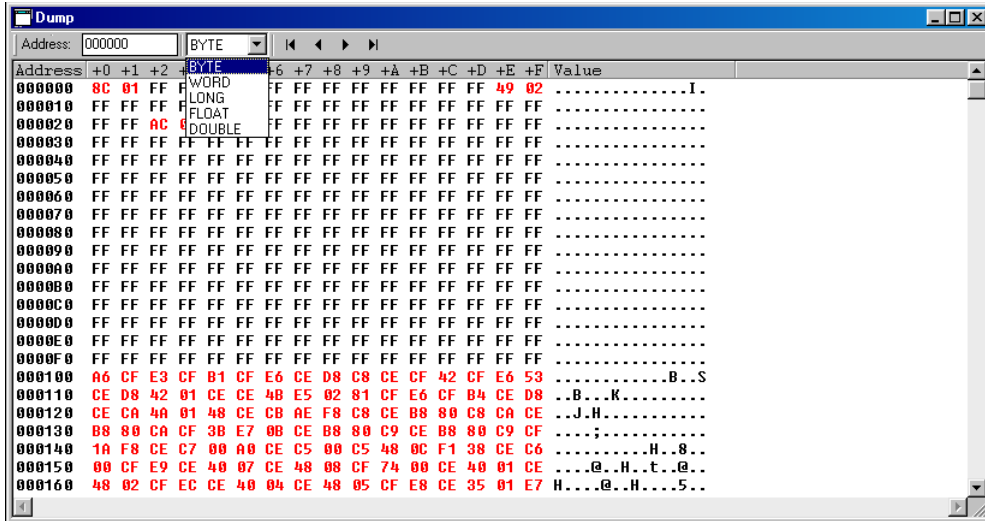 Dump
Address: 000000 BYTE
Address +0 +1 +2 +6 +7 +8 +9 +A +B +C +D +E +F Value
BYTE
WORD
LONG
FLOAT
DOUBLE
000000 8C 01 FF FF FF FF FF FF FF FF FF 49 02 ..............I.
000010 FF FF FF FF FF FF FF FF FF FF FF FF FF ................
000020 FF FF AC FF FF FF FF FF FF FF FF FF FF ................
000030 FF FF FF FF FF FF FF FF FF FF FF FF FF FF FF FF ................
000040 FF FF FF FF FF FF FF FF FF FF FF FF FF FF FF FF ................
000050 FF FF FF FF FF FF FF FF FF FF FF FF FF FF FF FF ................
000060 FF FF FF FF FF FF FF FF FF FF FF FF FF FF FF FF ................
000070 FF FF FF FF FF FF FF FF FF FF FF FF FF FF FF FF ................
000080 FF FF FF FF FF FF FF FF FF FF FF FF FF FF FF FF ................
000090 FF FF FF FF FF FF FF FF FF FF FF FF FF FF FF FF ................
0000A0 FF FF FF FF FF FF FF FF FF FF FF FF FF FF FF FF ................
0000B0 FF FF FF FF FF FF FF FF FF FF FF FF FF FF FF FF ................
0000C0 FF FF FF FF FF FF FF FF FF FF FF FF FF FF FF FF ................
0000D0 FF FF FF FF FF FF FF FF FF FF FF FF FF FF FF FF ................
0000E0 FF FF FF FF FF FF FF FF FF FF FF FF FF FF FF FF ................
0000F0 FF FF FF FF FF FF FF FF FF FF FF FF FF FF FF FF ................
000100 A6 CF E3 CF B1 CF E6 CE D8 C8 CE CF 42 CF E6 53 ............B..S
000110 CE D8 42 01 CE CE 4B E5 02 81 CF E6 CF B4 CE D8 ..B...K.........
000120 CE CA 4A 01 48 CE CB AE F8 C8 CE B8 80 C8 CA CE ..J.H...........
000130 B8 80 CA CF 3B E7 0B CE B8 80 C9 CE B8 80 C9 CF ....;...........
000140 1A F8 CE C7 00 A0 CE C5 00 C5 48 0C F1 38 CE C6 ..........H..8..
000150 00 CF E9 CE 40 07 CE 48 08 CF 74 00 CE 40 01 CE ....@..H..t..@..
000160 48 02 CF EC CE 40 04 CE 48 05 CF E8 CE 35 01 E7 H....@..H....5..